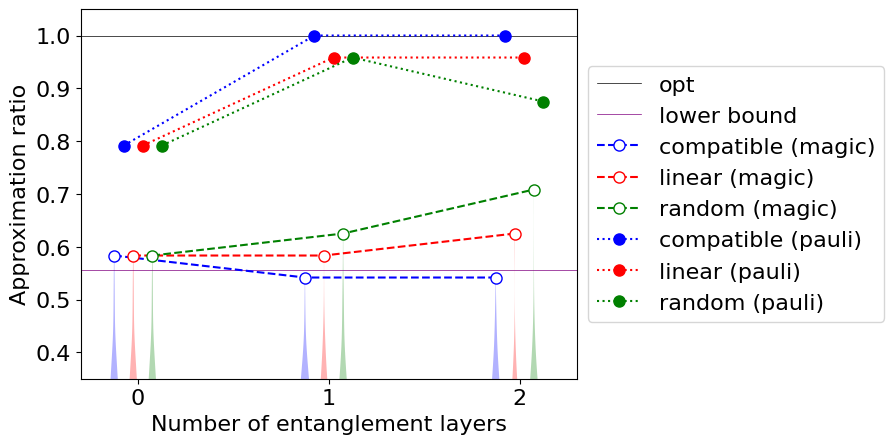 1.0
0.9
0.8
0.7
0.6
0.5
0.4
Approximation ratio
0 1 2
Number of entanglement layers
opt
lower bound
compatible (magic)
linear (magic)
random (magic)
compatible (pauli)
linear (pauli)
random (pauli)